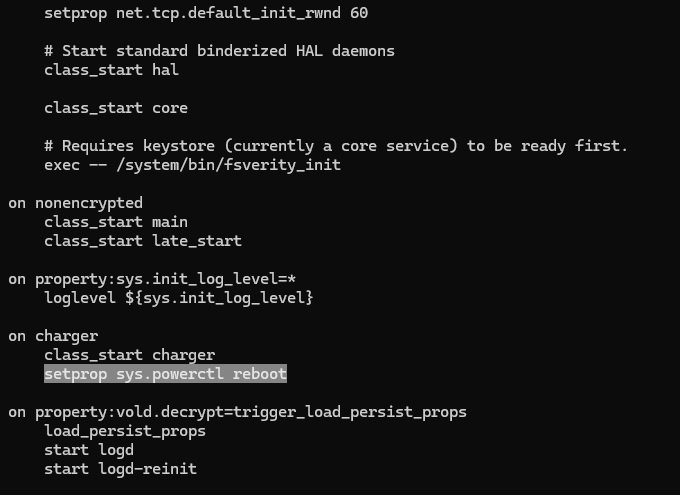 setprop net.tcp.default_init_rwnd 60
# Start standard binderized HAL daemons
class_start hal
class_start core
# Requires keystore (currently a core service) to be ready first.
exec -- /system/bin/fsverity_init
on nonencrypted
class_start main
class_start late_start
on property:sys.init_log_level=*
loglevel ${sys.init_log_level}
on charger
class_start charger
setprop sys.powerctl reboot
on property:vold.decrypt=trigger_load_persist_props
load_persist_props
start logd
start logd-reinit